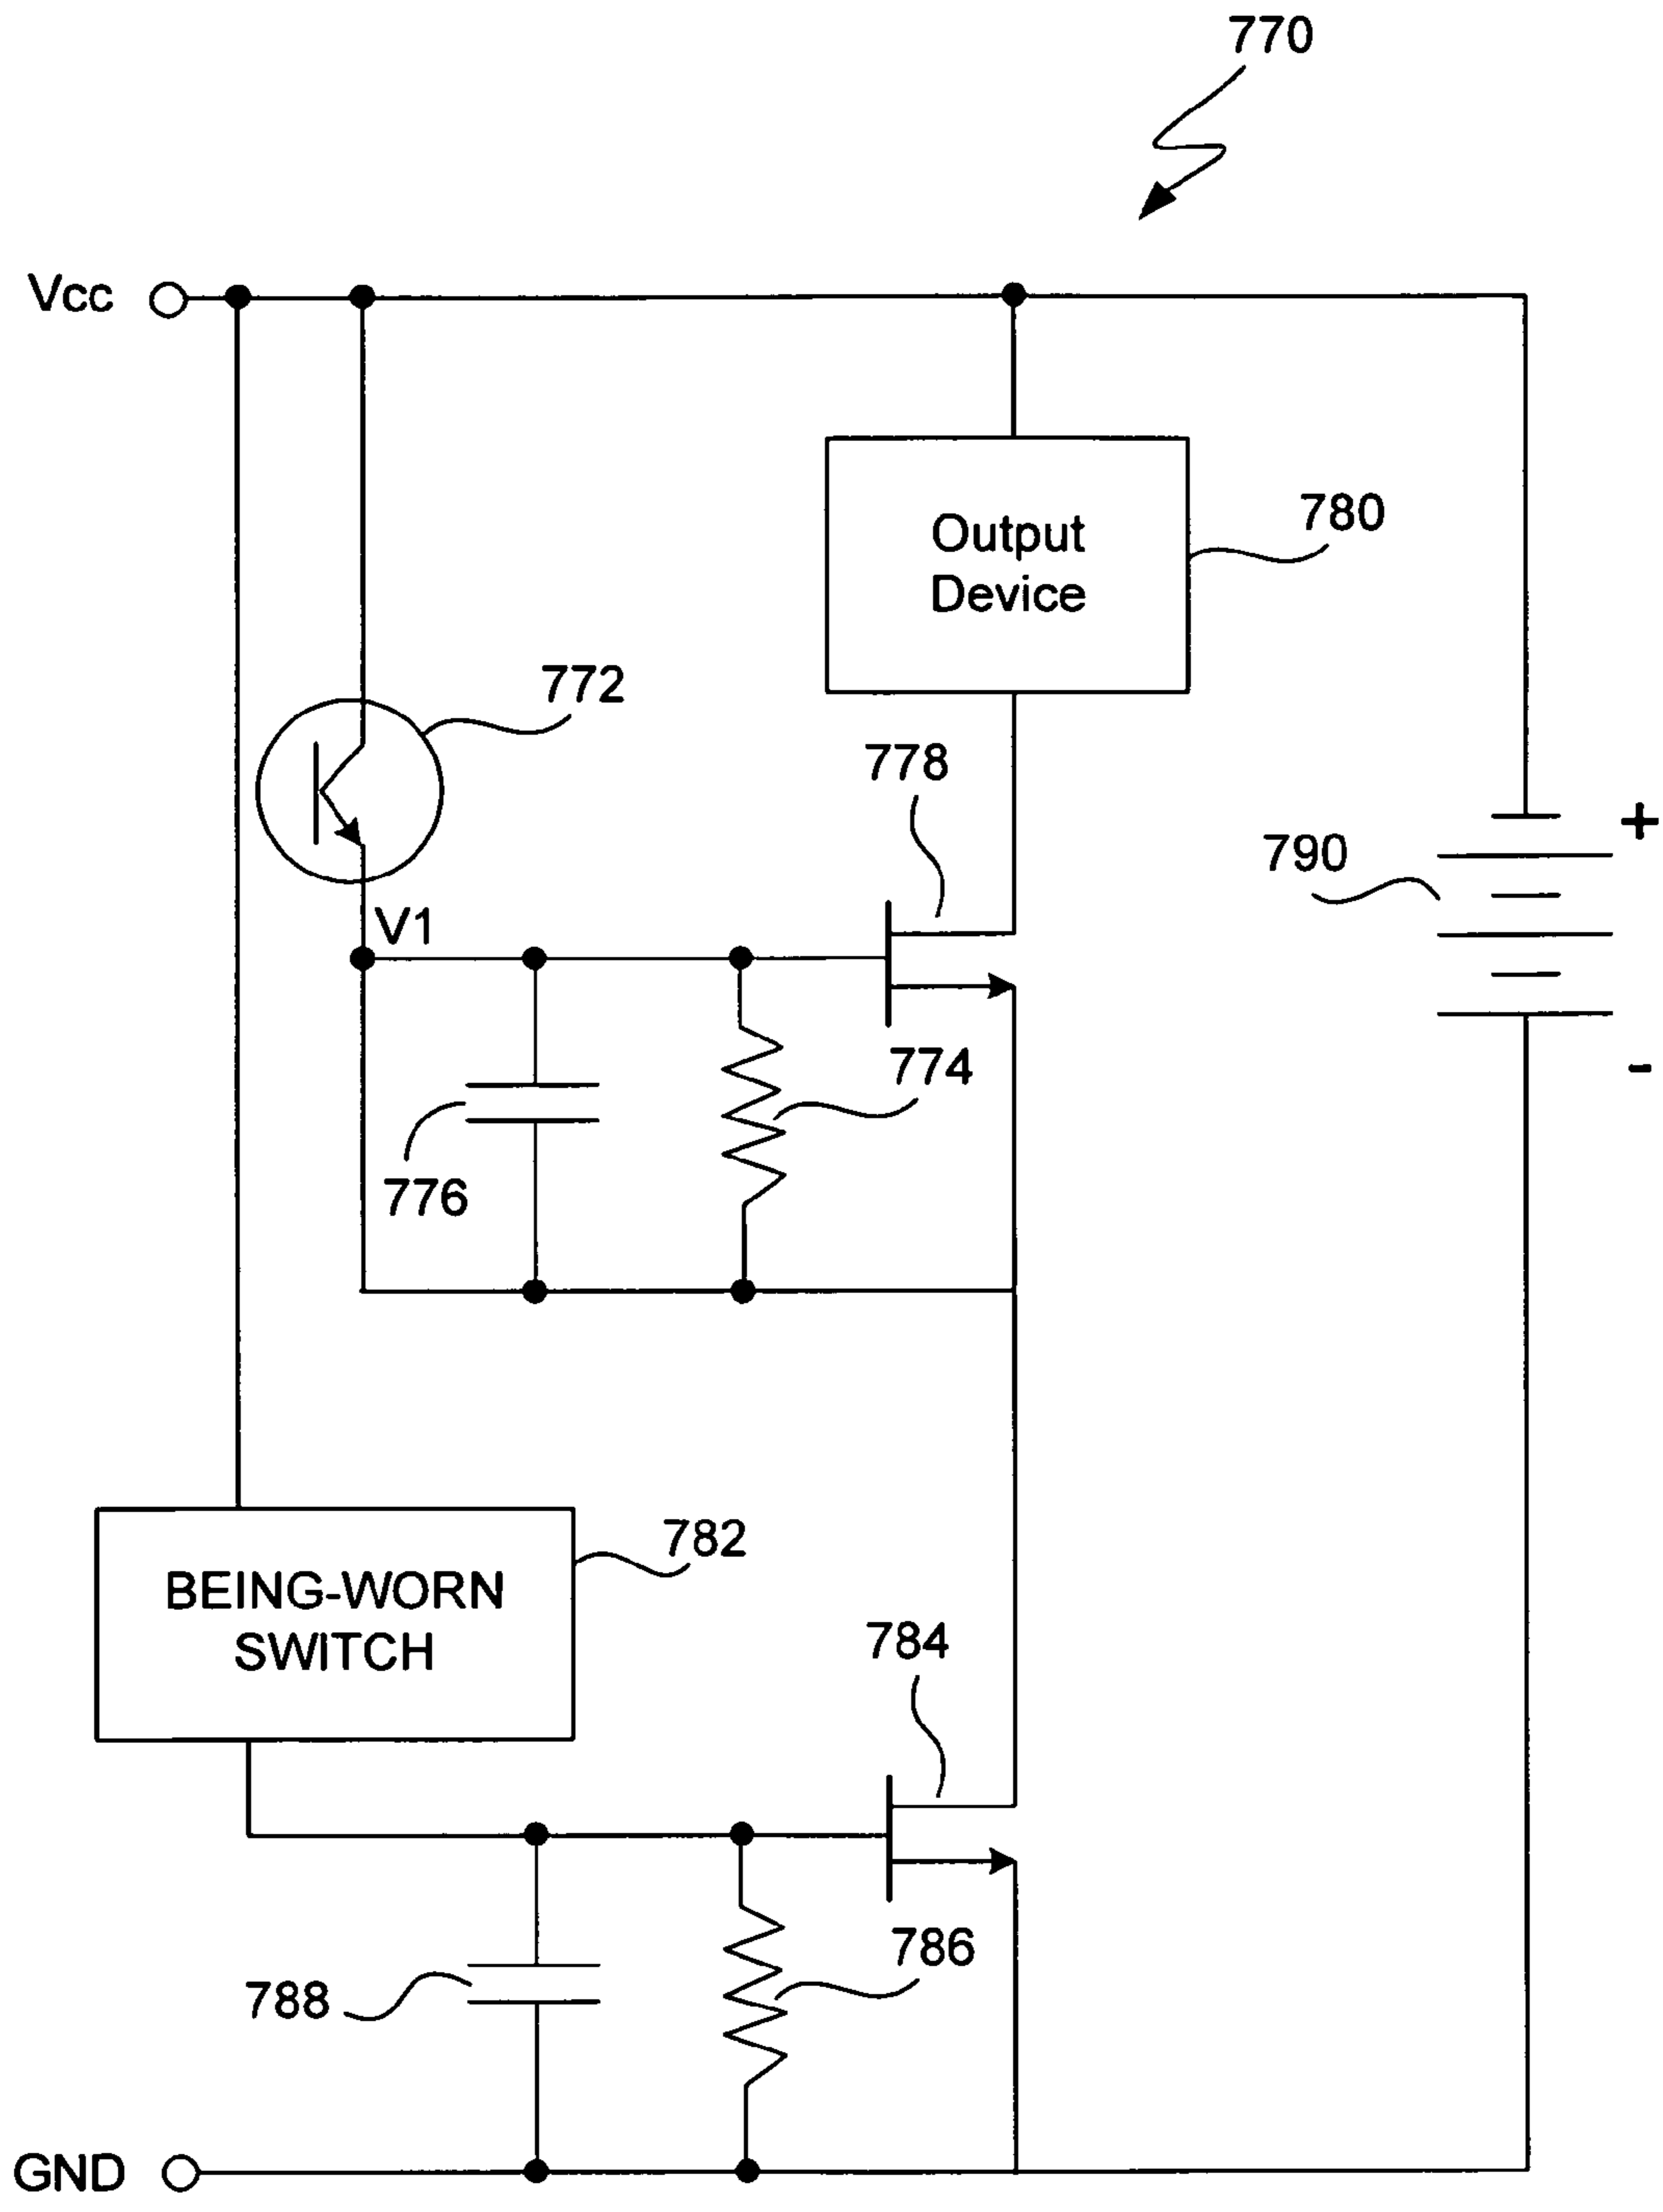 770
Vcc
Output
Device
780
772
778
790
+
-
V1
774
776
BEING-WORN
SWITCH
782
784
786
788
GND